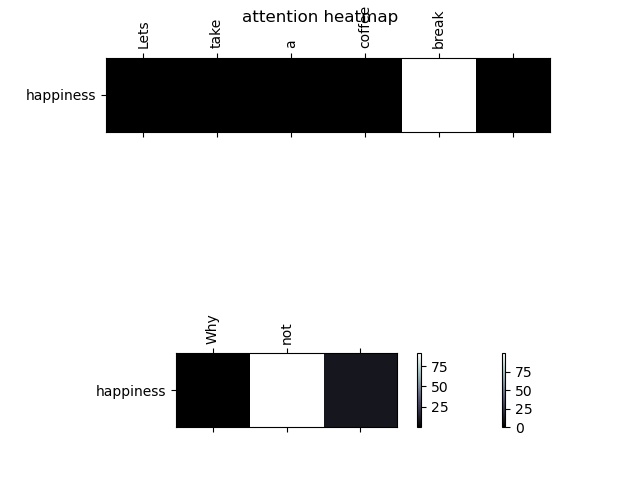 attention heatmap
Lets take a coffee break
happiness
Why not
happiness
75 75
50 50
25 25
0